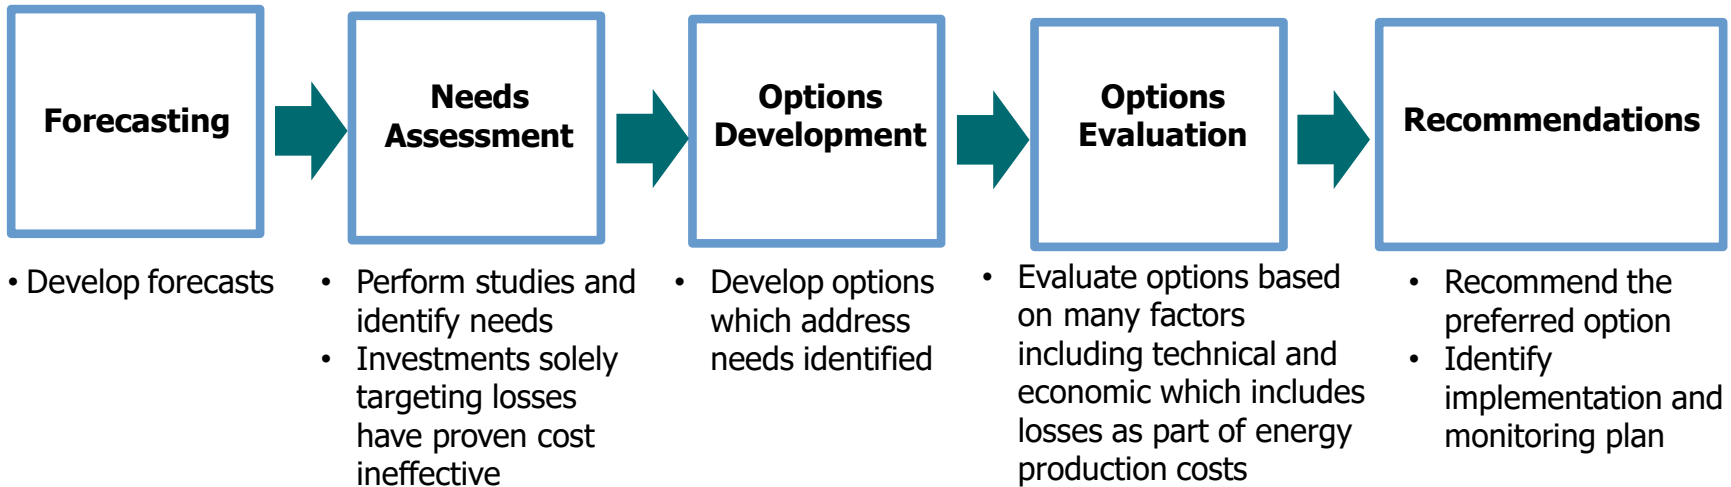 Forecasting
Needs
Assessment
Options
Development
Options
Evaluation
Recommendations
• Develop forecasts
• Perform studies and
identify needs
• Investments solely
targeting losses
have proven cost
ineffective
• Develop options
which address
needs identified
• Evaluate options based
on many factors
including technical and
economic which includes
losses as part of energy
production costs
• Recommend the
preferred option
• Identify
implementation and
monitoring plan